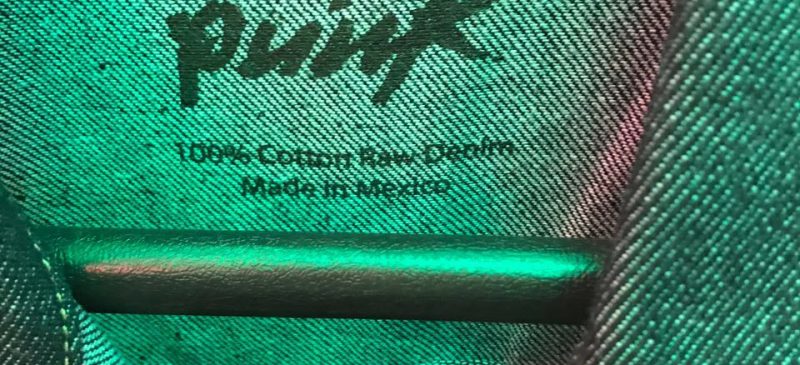 100% Cotton Raw Denim
Made in Mexico